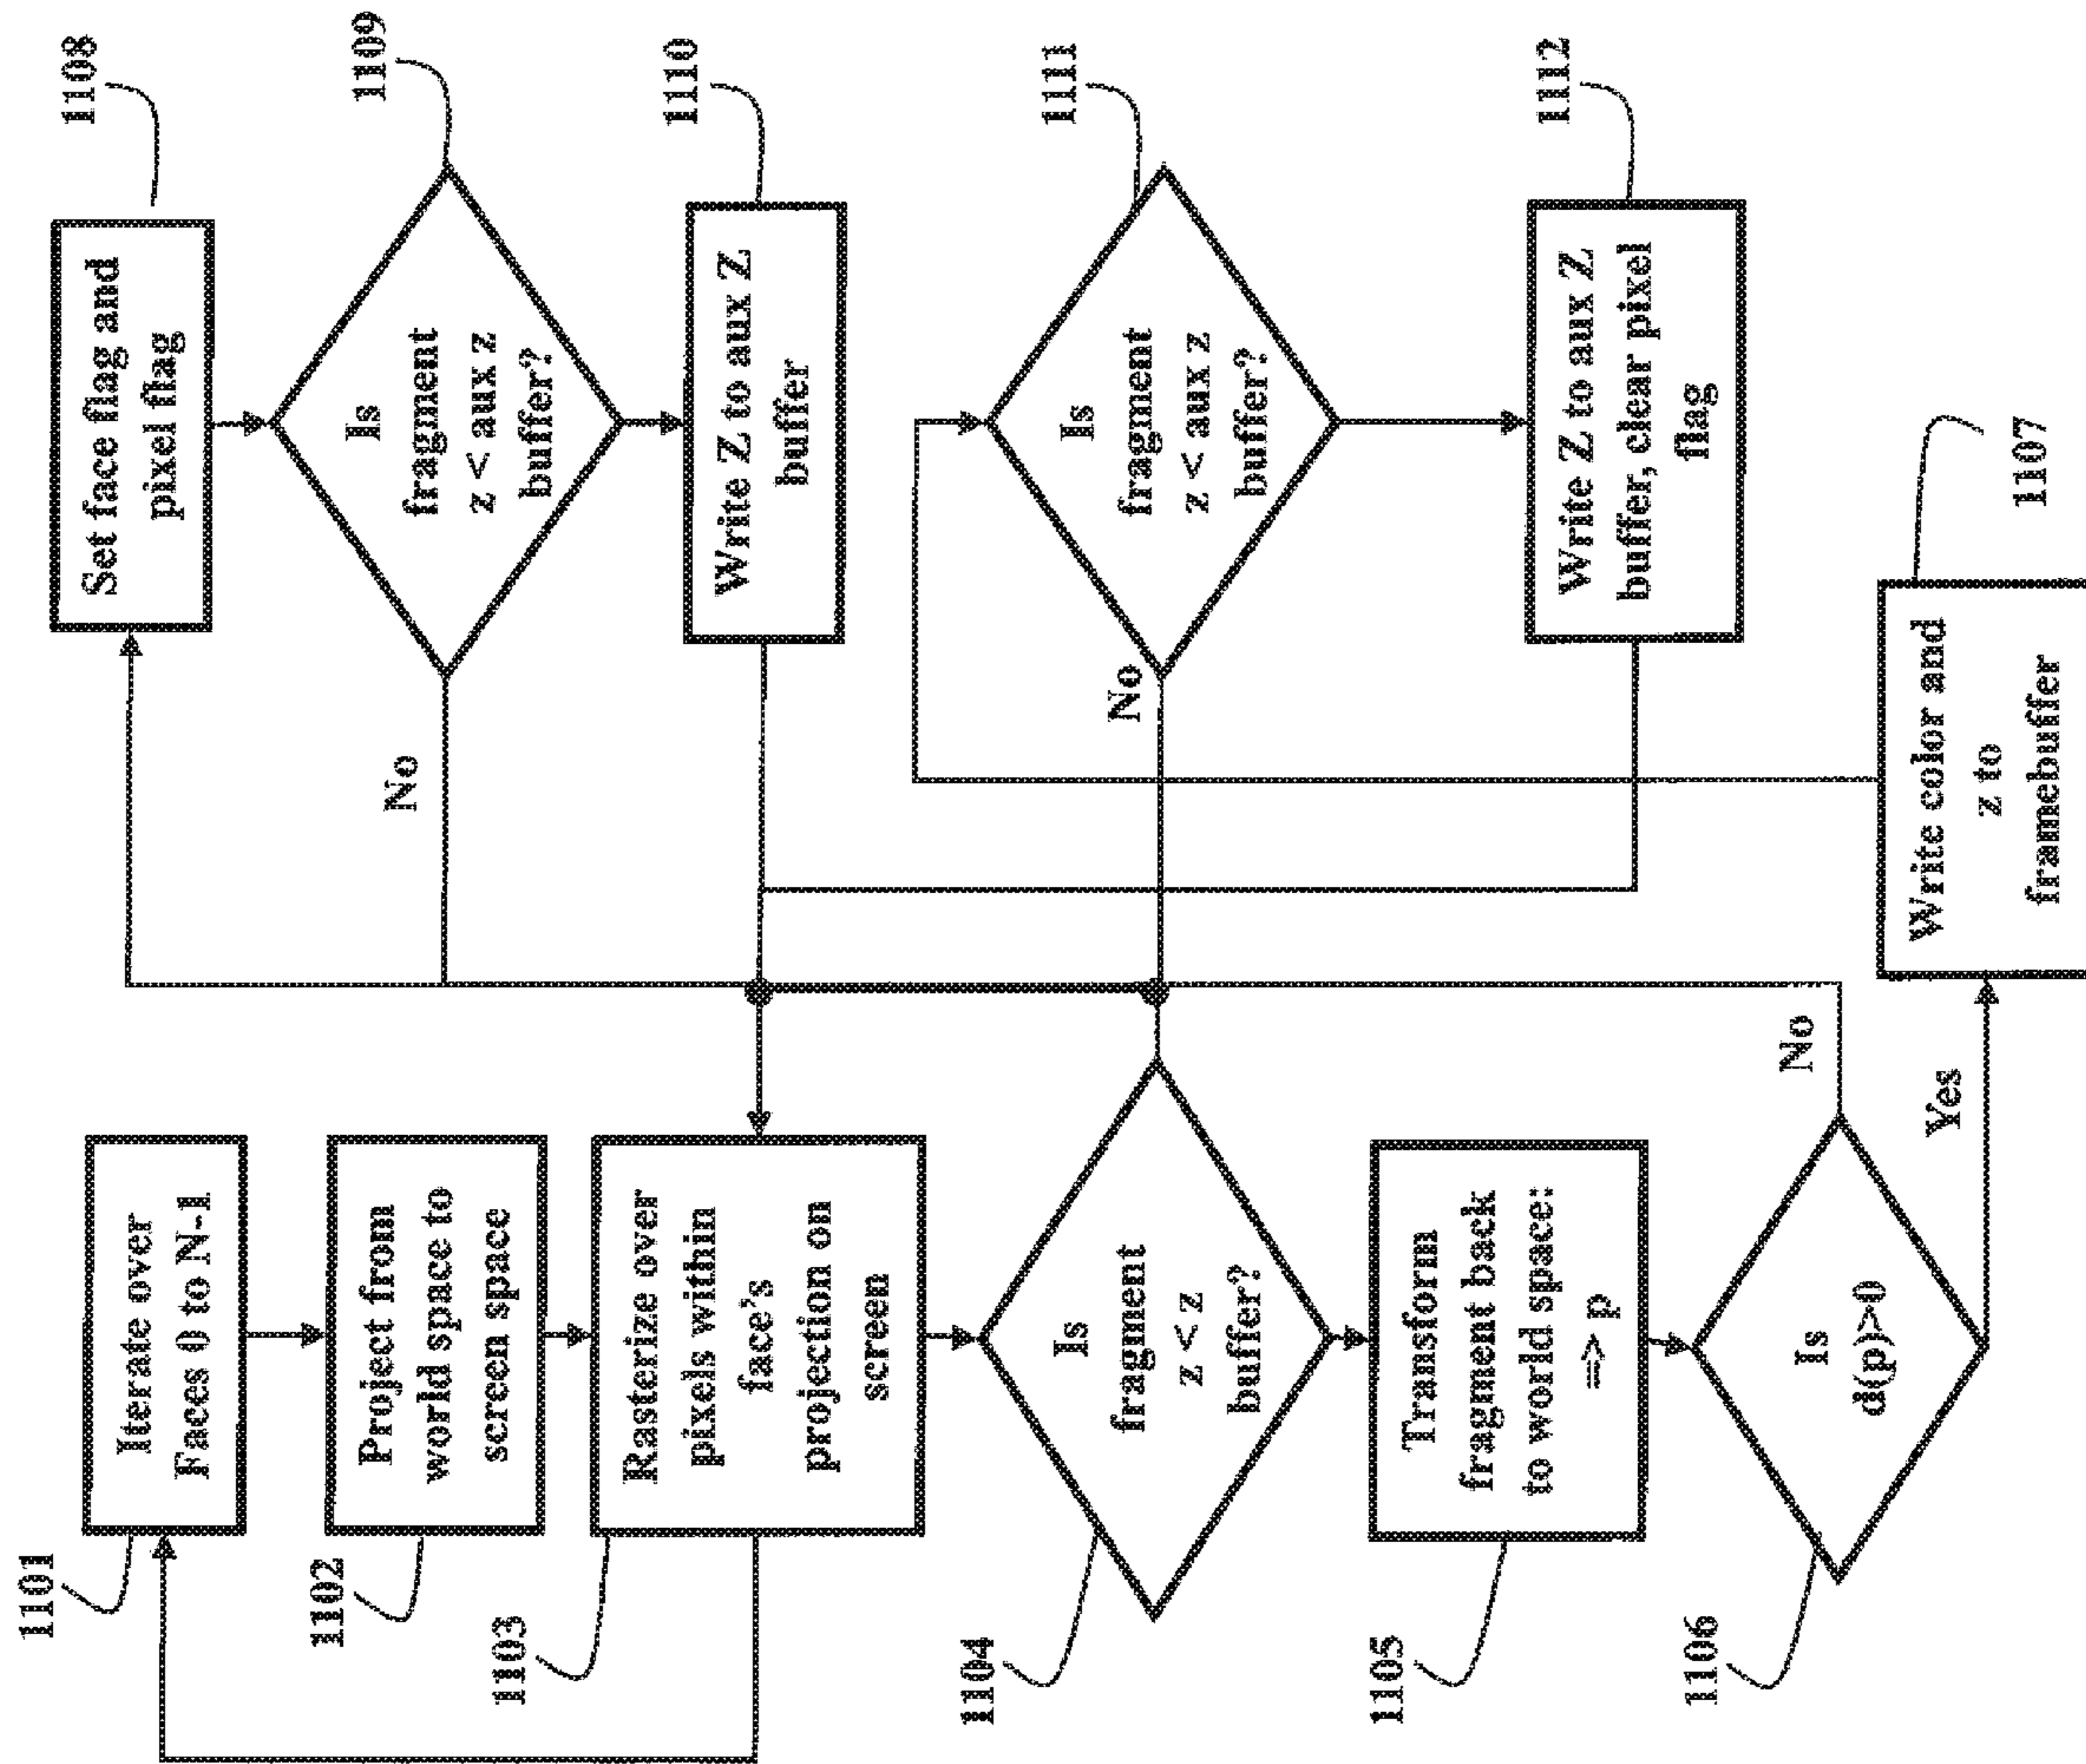 1101
Iterate over
Faces 0 to N-1
1102
Project from
world space to
screen space
1103
Rasterize over
pixels within
face's
projection on
screen
1104
Is
fragment
z < z
buffer?
1105
Transform
fragment back
to world space:
=> p
1106
Is
d(p)>0
No
Yes
1107
Write color and
z to
framebuffer
1108
Set face flag and
pixel flag
1109
Is
fragment
z < aux z
buffer?
No
1110
Write Z to aux Z
buffer
1111
Is
fragment
z < aux z
buffer?
No
1112
Write Z to aux Z
buffer, clear pixel
flag